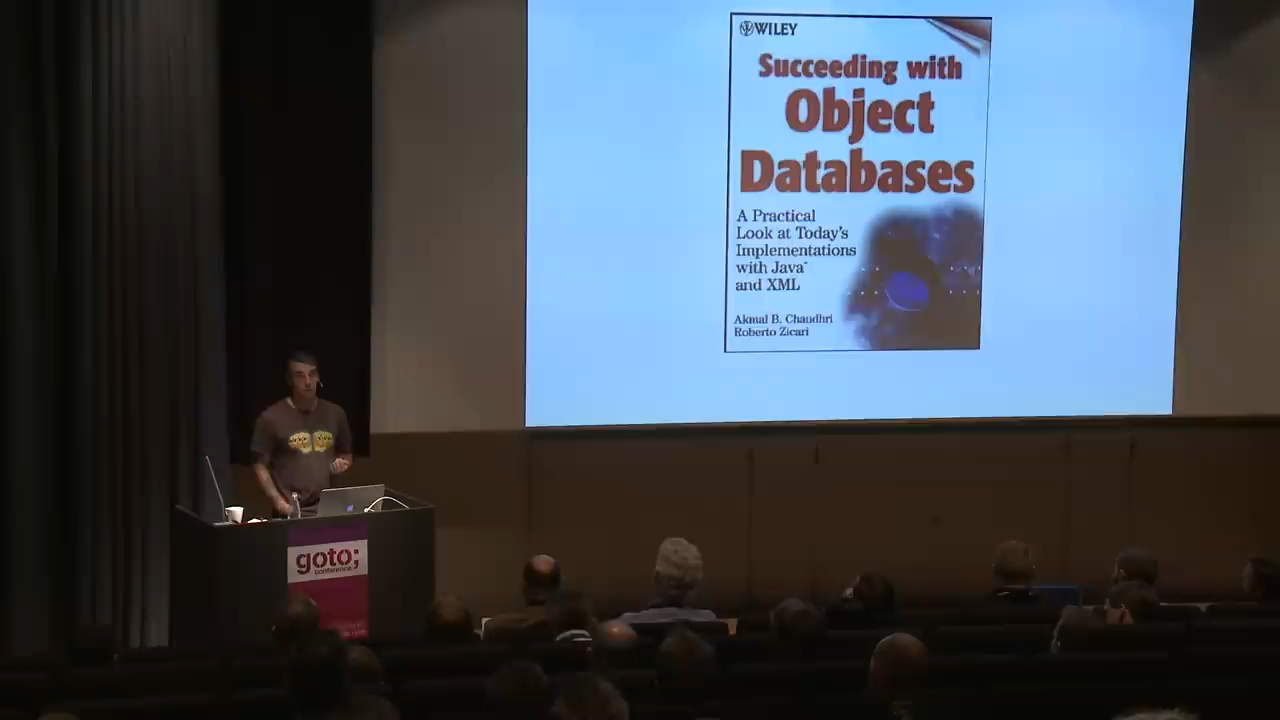 WILEY
Succeeding with
Object
Databases
A Practical
Look at Today's
Implementations
with Java™
and XML
Akmal B. Chaudhri
Roberto Zicari
goto;
conference